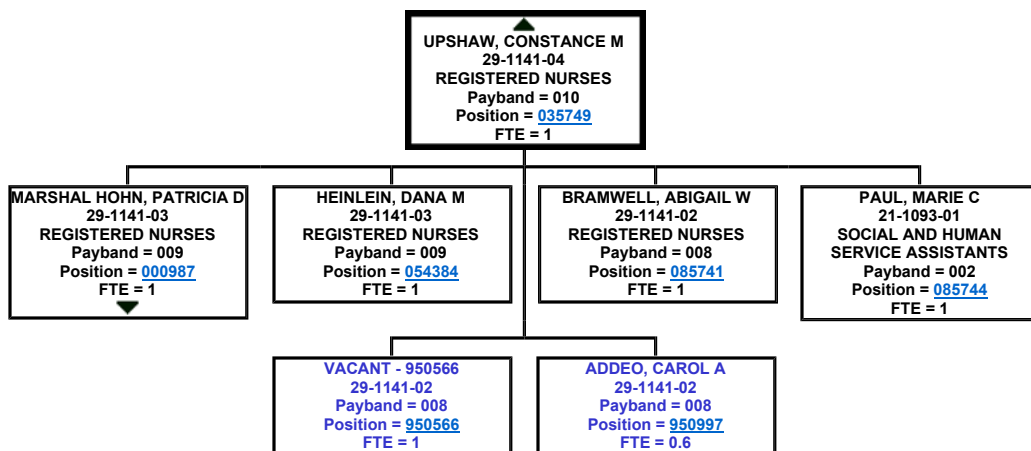 UPSHAW, CONSTANCE M
29-1141-04
REGISTERED NURSES
Payband = 010
Position = 035749
FTE = 1
MARSHAL HOHN, PATRICIA D
29-1141-03
REGISTERED NURSES
Payband = 009
Position = 000987
FTE = 1
HEINLEIN, DANA M
29-1141-03
REGISTERED NURSES
Payband = 009
Position = 054384
FTE = 1
BRAMWELL, ABIGAIL W
29-1141-02
REGISTERED NURSES
Payband = 008
Position = 085741
FTE = 1
PAUL, MARIE C
21-1093-01
SOCIAL AND HUMAN
SERVICE ASSISTANTS
Payband = 002
Position = 085744
FTE = 1
VACANT - 950566
29-1141-02
Payband = 008
Position = 950566
FTE = 1
ADDEO, CAROL A
29-1141-02
Payband = 008
Position = 950997
FTE = 0.6